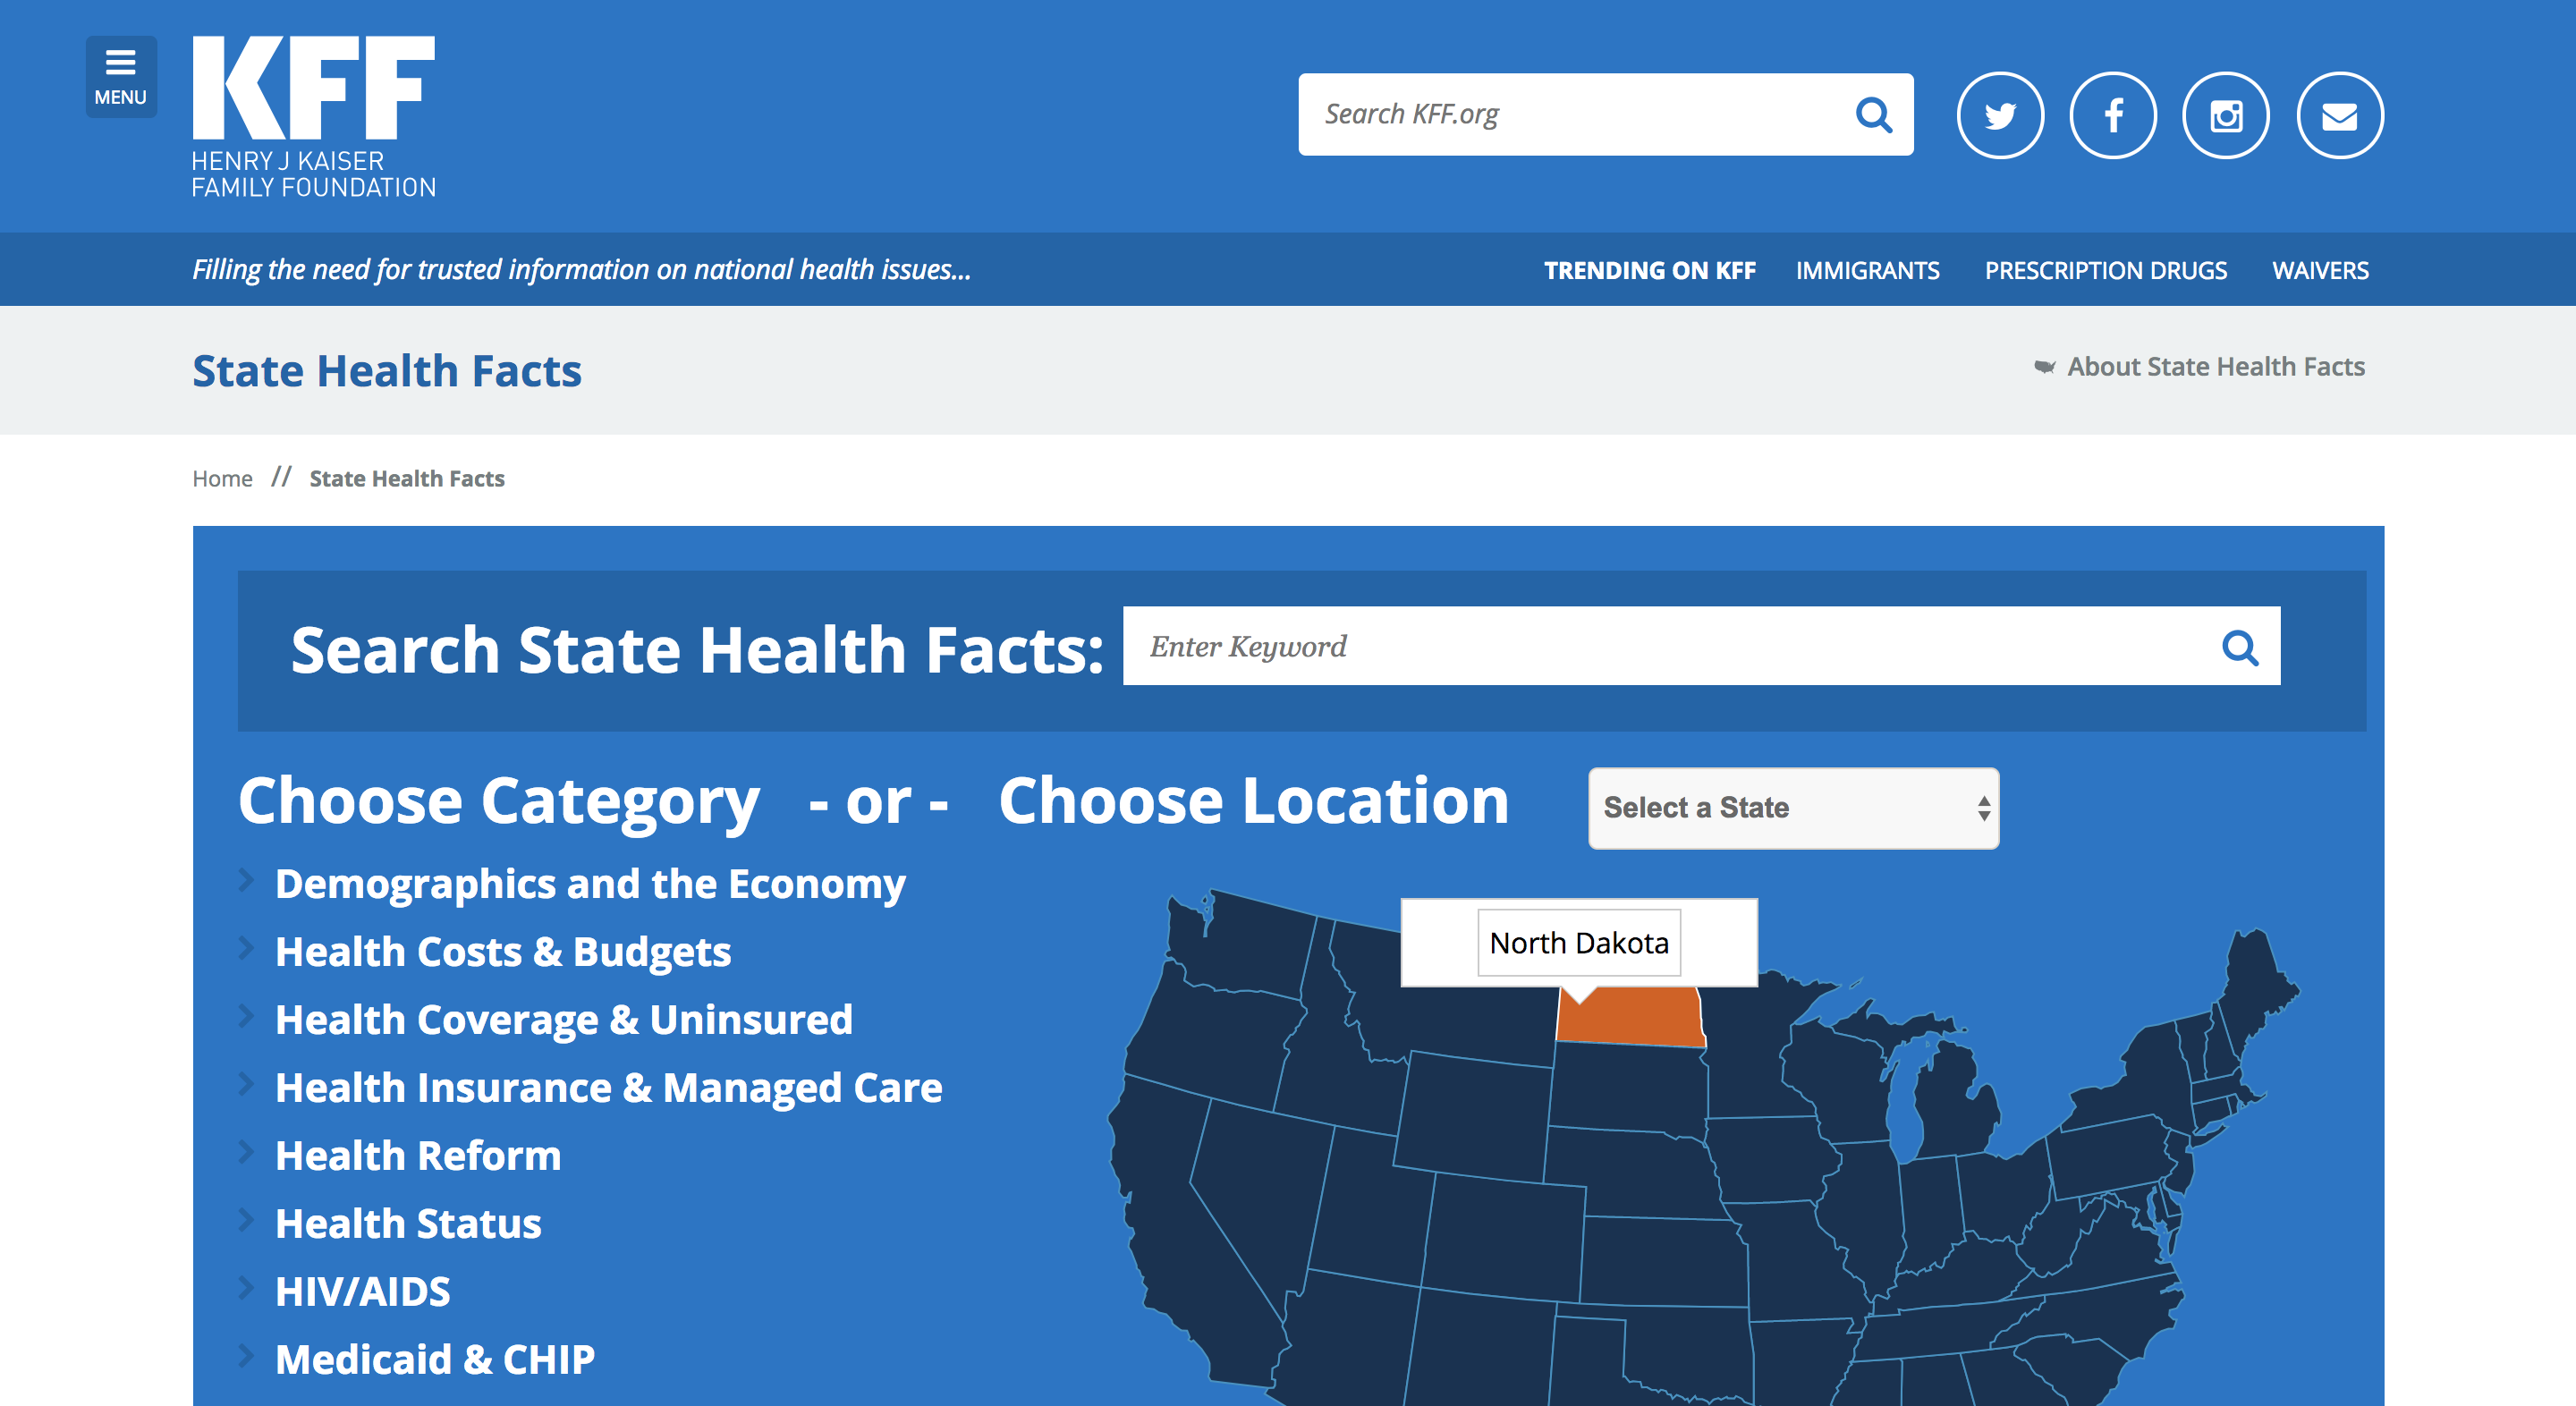 MENU
KFF
HENRY J KAISER
FAMILY FOUNDATION
Search KFF.org
Filling the need for trusted information on national health issues...
TRENDING ON KFF IMMIGRANTS PRESCRIPTION DRUGS WAIVERS
State Health Facts
About State Health Facts
Home // State Health Facts
Search State Health Facts: Enter Keyword
Choose Category - or - Choose Location Select a State
Demographics and the Economy
Health Costs & Budgets
Health Coverage & Uninsured
Health Insurance & Managed Care
Health Reform
Health Status
HIV/AIDS
Medicaid & CHIP
North Dakota